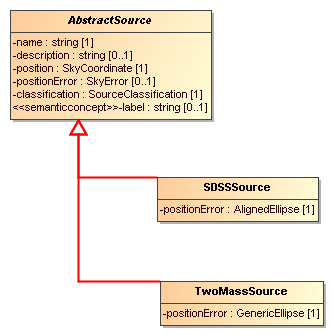 AbstractSource
-name : string [1]
-description : string [0..1]
-position : SkyCoordinate [1]
-positionError : SkyError [0..1]
-classification : SourceClassification [1]
<<semanticconcept>>-label : string [0..1]
SDSSSource
-positionError : AlignedEllipse [1]
TwoMassSource
-positionError : GenericEllipse [1]